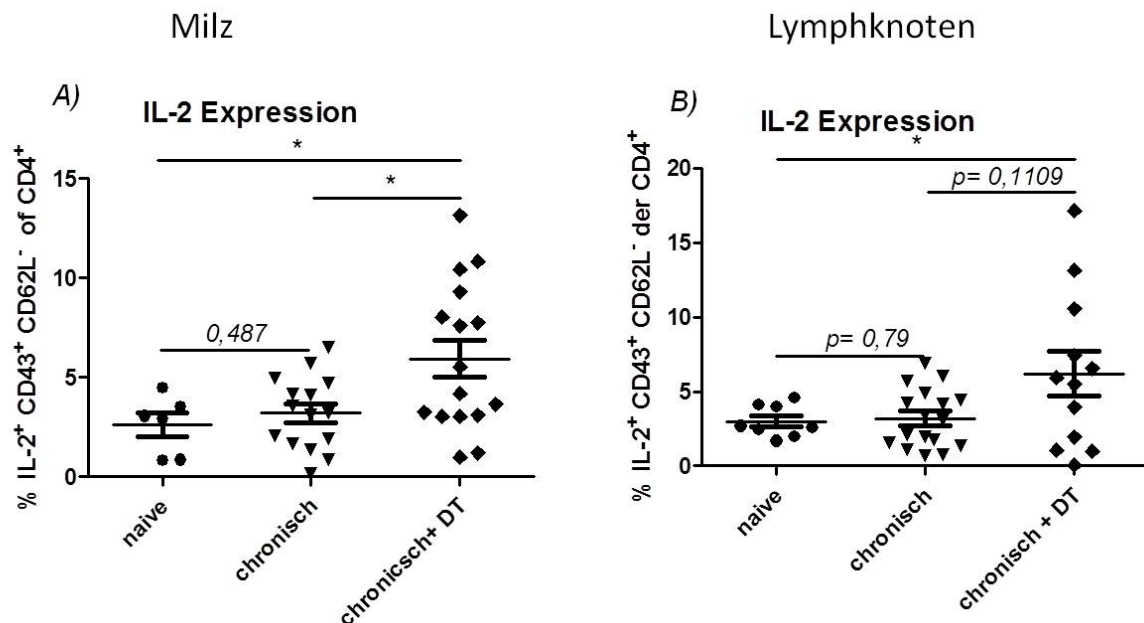 Milz
A)
IL-2 Expression
*
*
0,487
% IL-2⁺ CD43⁺ CD62L⁻ of CD4⁺
15
10
5
0
naive
chronisch
chronicsch+ DT
Lymphknoten
B)
IL-2 Expression
*
p= 0,1109
p= 0,79
% IL-2⁺ CD43⁺ CD62L⁻ der CD4⁺
20
15
10
5
0
naive
chronisch
chronisch + DT